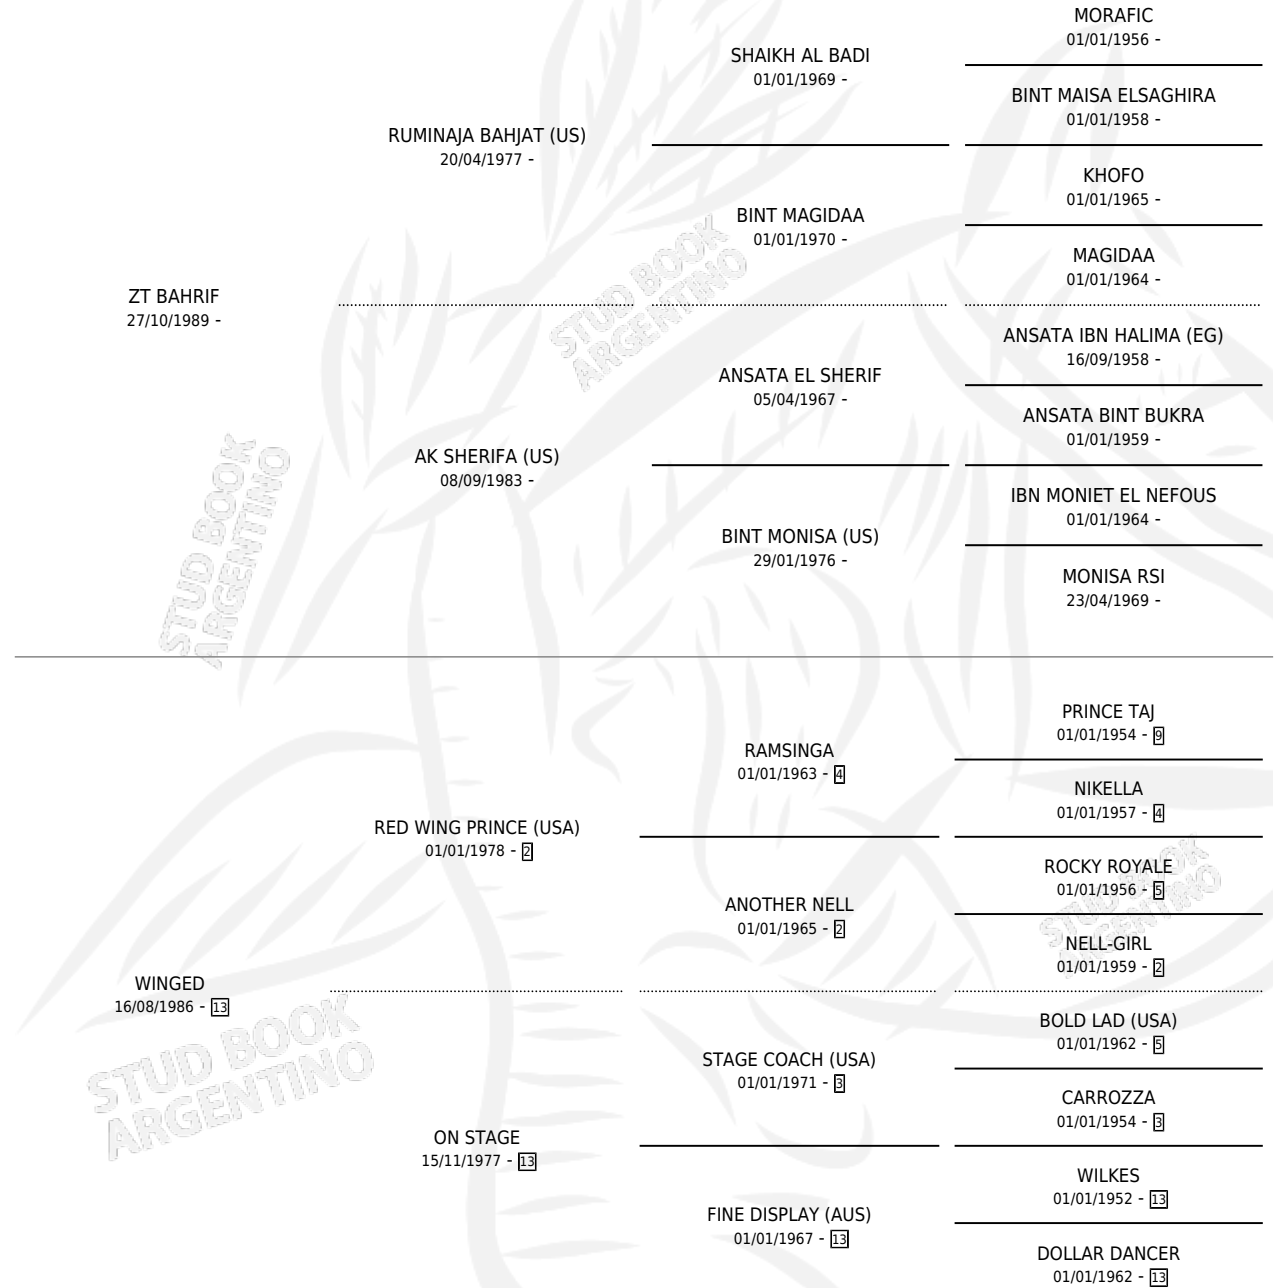 MORAFIC
01/01/1956 -
SHAIKH AL BADI
01/01/1969 -
BINT MAISA ELSAGHIRA
01/01/1958 -
RUMINAJA BAHJAT (US)
20/04/1977 -
KHOFO
01/01/1965 -
BINT MAGIDAA
01/01/1970 -
MAGIDAA
01/01/1964 -
ZT BAHRIF
27/10/1989 -
STUD BOOK
ARGENTINO
ANSATA IBN HALIMA (EG)
16/09/1958 -
ANSATA EL SHERIF
05/04/1967 -
ANSATA BINT BUKRA
01/01/1959 -
AK SHERIFA (US)
08/09/1983 -
IBN MONIET EL NEFOUS
01/01/1964 -
BINT MONISA (US)
29/01/1976 -
MONISA RSI
23/04/1969 -
STUD BOOK
ARGENTINO
PRINCE TAJ
01/01/1954 - 9
RAMSINGA
01/01/1963 - 4
NIKELLA
01/01/1957 - 4
RED WING PRINCE (USA)
01/01/1978 - 2
ROCKY ROYALE
01/01/1956 - 5
ANOTHER NELL
01/01/1965 - 2
NELL-GIRL
01/01/1959 - 2
STUD BOOK
ARGENTINO
WINGED
16/08/1986 - 13
BOLD LAD (USA)
01/01/1962 - 5
STAGE COACH (USA)
01/01/1971 - 3
CARROZZA
01/01/1954 - 3
STUD BOOK
ARGENTINO
ON STAGE
15/11/1977 - 13
WILKES
01/01/1952 - 13
FINE DISPLAY (AUS)
01/01/1967 - 13
DOLLAR DANCER
01/01/1962 - 13